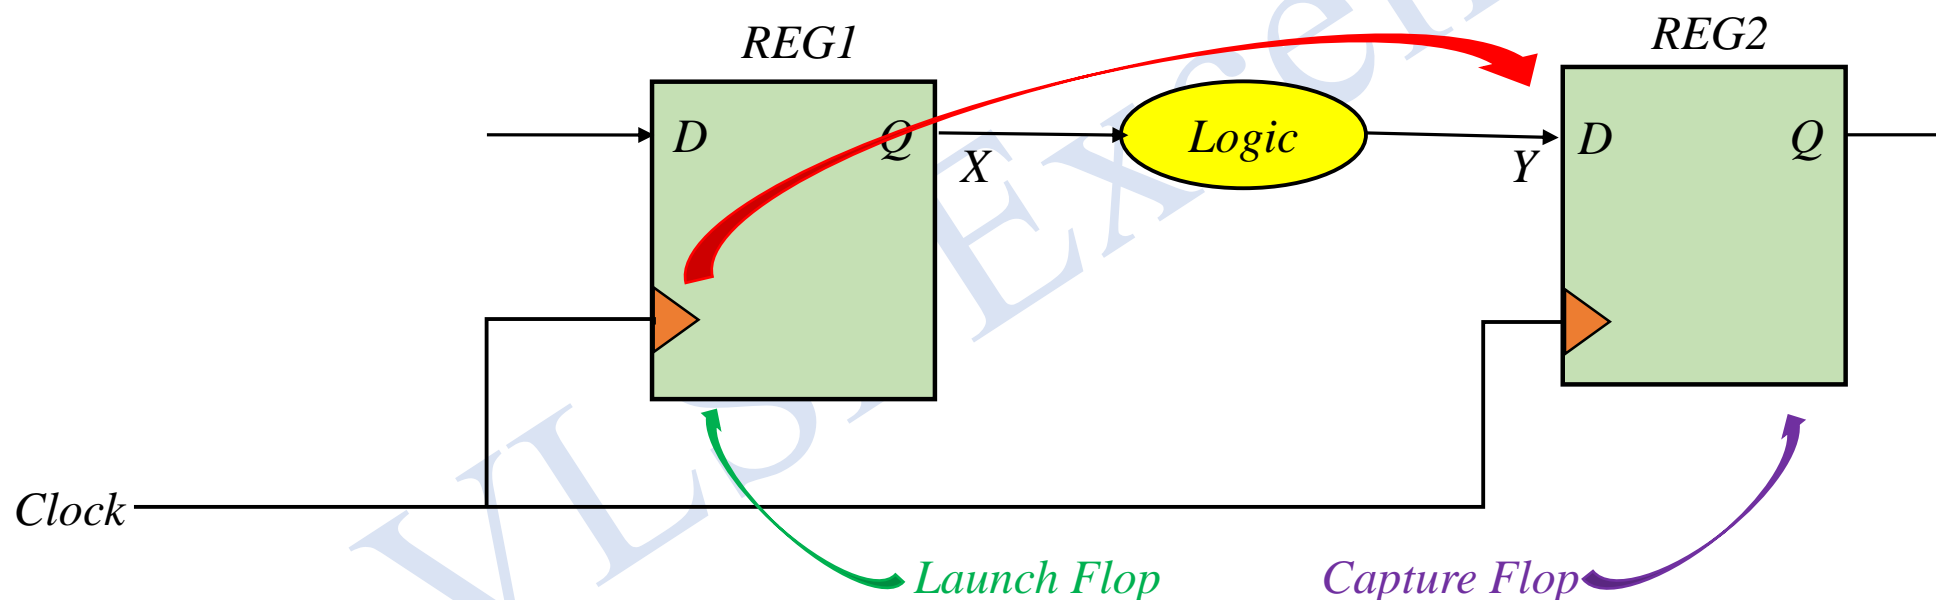 REG1
REG2
D
Q
Logic
D
Q
X
Y
Clock
Launch Flop
Capture Flop